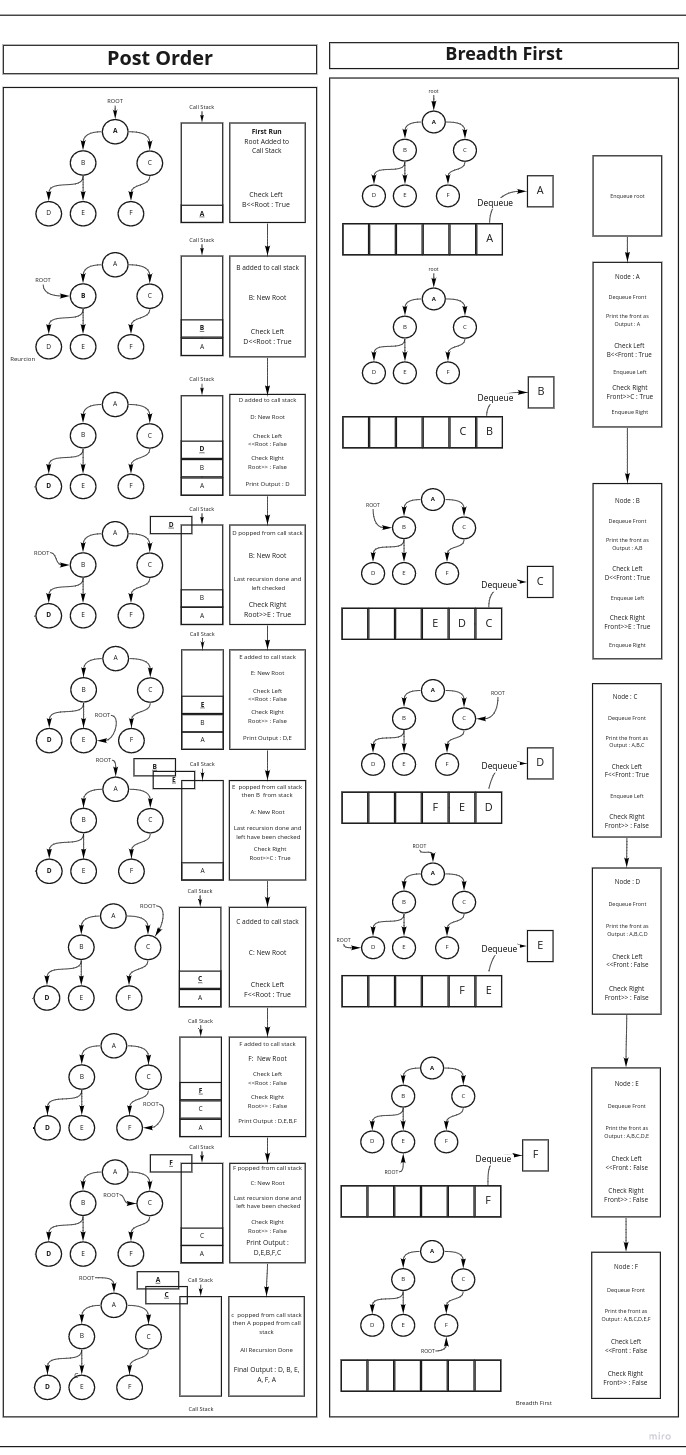 Post Order
ROOT
Call Stack
A
B
C
D
E
F
A
First Run
Root Added to
Call Stack
Check Left
B<<Root : True
Call Stack
ROOT
A
B
C
D
E
F
Reurcion
B
A
B added to call stack
B: New Root
Check Left
D<<Root : True
Call Stack
A
B
C
D
E
F
D
B
A
D added to call stack
D: New Root
Check Left
<<Root : False
Check Right
Root>> : False
Print Output : D
Call Stack
D
ROOT
A
B
C
D
E
F
B
A
D popped from call stack
B: New Root
Last recursion done and
left checked
Check Right
Root>>E : True
Call Stack
A
B
C
ROOT
D
E
F
E
B
A
E added to call stack
E: New Root
Check Left
<<Root : False
Check Right
Root>> : False
Print Output : D,E
ROOT
B
E
Call Stack
A
B
C
D
E
F
A
E popped from call stack
then B from stack
A: New Root
Last recursion done and
left have been checked
Check Right
Root>>C : True
Call Stack
ROOT
A
B
C
D
E
F
C
A
C added to call stack
C: New Root
Check Left
F<<Root : True
Call Stack
A
B
C
ROOT
D
E
F
F
C
A
F added to call stack
F: New Root
Check Left
<<Root : False
Check Right
Root>> : False
Print Output : D,E,B,F
Call Stack
F
A
ROOT
B
C
D
E
F
C
A
F popped from call stack
C: New Root
Last recursion done and
left have been checked
Check Right
Root>> : False
Print Output :
D,E,B,F,C
ROOT
A
C
Call Stack
A
B
C
D
E
F
c popped from call stack
then A popped from call
stack
All Recursion Done
Final Output : D, B, E,
A, F, A
Call Stack
Breadth First
root
A
B
C
D
E
F
Dequeue
A
A
Enqueue root
root
A
B
C
D
E
F
Dequeue
B
C B
Node : A
Dequeue Front
Print the front as
Output : A
Check Left
B<<Front : True
Enqueue Left
Check Right
Front>>C : True
Enqueue Right
ROOT
A
B
C
D
E
F
Dequeue
C
E D C
Node : B
Dequeue Front
Print the front as
Output : A,B
Check Left
D<<Front : True
Enqueue Left
Check Right
Front>>E : True
Enqueue Right
ROOT
A
B
C
D
E
F
Dequeue
D
F E D
Node : C
Dequeue Front
Print the front as
Output : A,B,C
Check Left
F<<Front : True
Enqueue Left
Check Right
Front>> : False
ROOT
A
B
C
ROOT
D
E
F
Dequeue
E
F E
Node : D
Dequeue Front
Print the front as
Output : A,B,C,D
Check Left
<<Front : False
Check Right
Front>> : False
A
B
C
D
E
F
ROOT
Dequeue
F
F
Node : E
Dequeue Front
Print the front as
Output : A,B,C,D,E
Check Left
<<Front : False
Check Right
Front>> : False
A
B
C
D
E
F
ROOT
Node : F
Dequeue Front
Print the front as
Output : A,B,C,D,E,F
Check Left
<<Front : False
Check Right
Front>> : False
Breadth First
miro